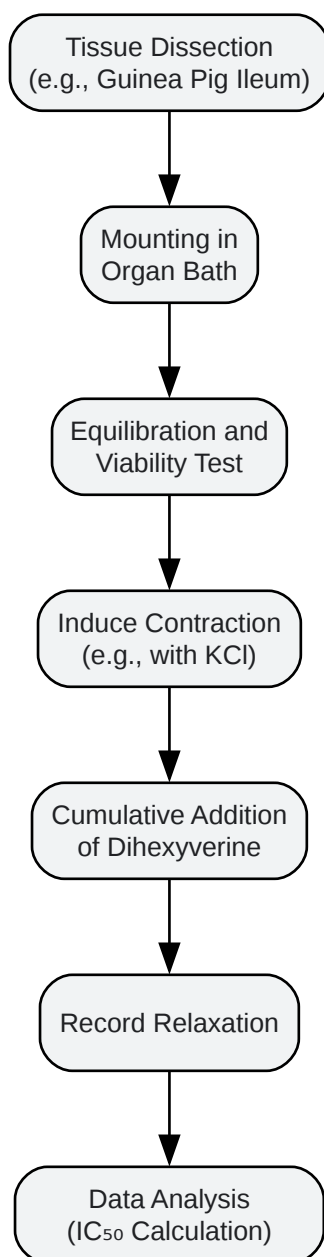 Tissue Dissection
(e.g., Guinea Pig Ileum)
Mounting in
Organ Bath
Equilibration and
Viability Test
Induce Contraction
(e.g., with KCl)
Cumulative Addition
of Dihexyverine
Record Relaxation
Data Analysis
(IC₅₀ Calculation)